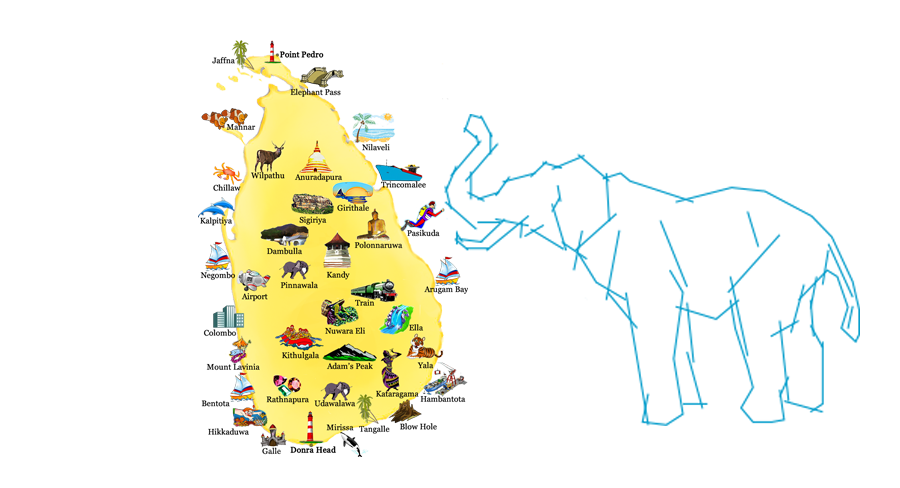 Point Pedro
Jaffna
Elephant Pass
Mannar
Nilaveli
Wilpathu
Anuradapura
Trincomalee
Chillaw
Girithale
Kalpitiya
Sigiriya
Pasikuda
Polonnaruwa
Dambulla
Kandy
Negombo
Pinnawala
Arugam Bay
Airport
Train
Colombo
Nuwara Eli
Ella
Kithulgala
Adam's Peak
Yala
Mount Lavinia
Kataragama
Hambantota
Bentota
Rathnapura
Udawalawa
Hikkaduwa
Mirissa
Tangalle
Blow Hole
Galle
Donra Head